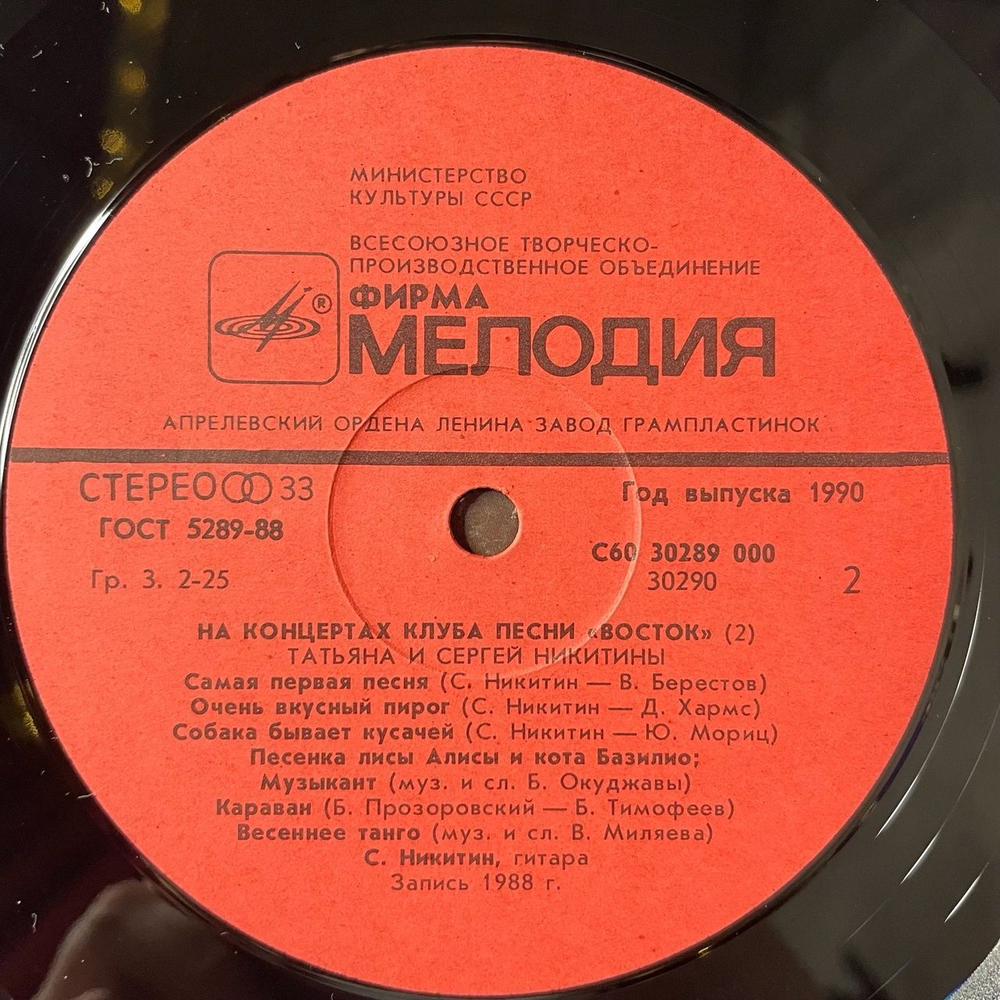 МИНИСТЕРСТВО
КУЛЬТУРЫ СССР
ВСЕСОЮЗНОЕ ТВОРЧЕСКО-
ПРОИЗВОДСТВЕННОЕ ОБЪЕДИНЕНИЕ
ФИРМА
®
МЕЛОДИЯ
АПРЕЛЕВСКИЙ ОРДЕНА ЛЕНИНА ЗАВОД ГРАМПЛАСТИНОК
СТЕРЕО 33
Год выпуска 1990
ГОСТ 5289-88
С60 30289 000
Гр. 3. 2-25
30290
2
НА КОНЦЕРТАХ КЛУБА ПЕСНИ «ВОСТОК» (2)
ТАТЬЯНА И СЕРГЕЙ НИКИТИНЫ
Самая первая песня (С. Никитин — В. Берестов)
Очень вкусный пирог (С. Никитин — Д. Хармс)
Собака бывает кусачей (С. Никитин — Ю. Мориц)
Песенка лисы Алисы и кота Базилио;
Музыкант (муз. и сл. Б. Окуджавы)
Караван (Б. Прозоровский — Б. Тимофеев)
Весеннее танго (муз. и сл. В. Миляева)
С. Никитин, гитара
Запись 1988 г.